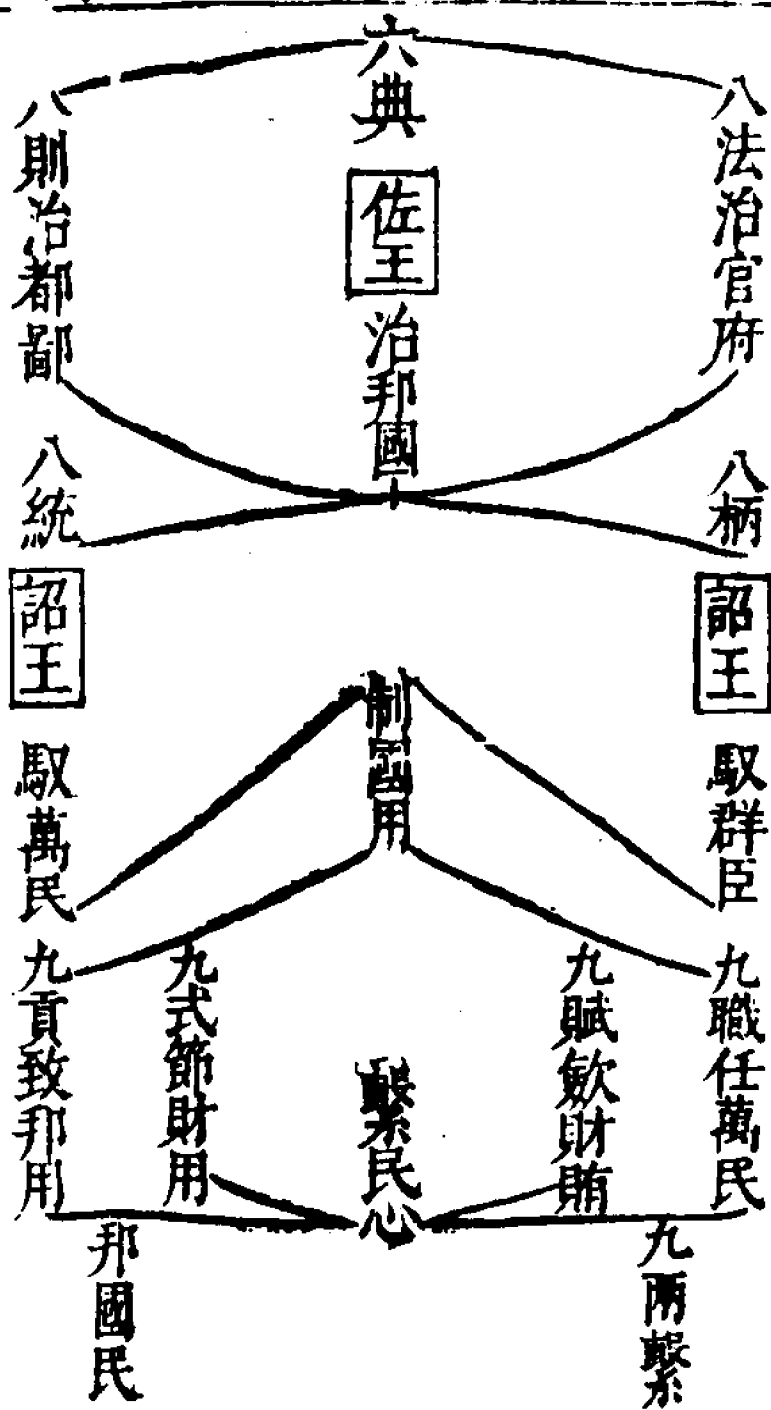 六典佐王治邦國
八法治官府
八則治都鄙
八柄詔王馭群臣
八統詔王馭萬民
制國用
九職任萬民
九賦斂財賄
九式節財用
九貢致邦用
繫民心
九兩繫
邦國民